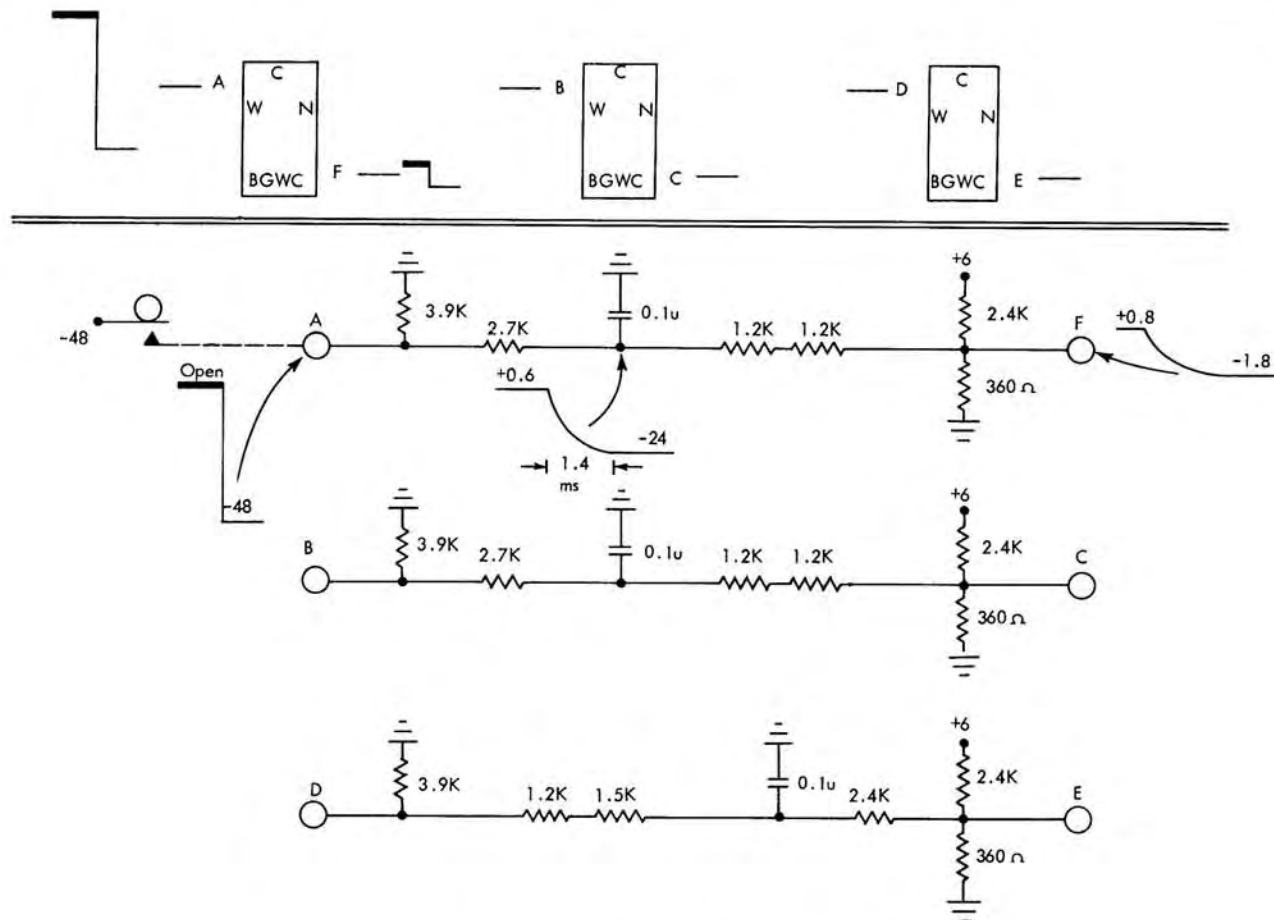 C
C
C
A
B
D
W N
W N
W N
BGWC
F
BGWC
C
BGWC
E
+6
A
3.9K
0.1u
2.4K
F
+0.8
-48
2.7K
1.2K
1.2K
Open
+0.6
-1.8
360 Ω
-24
1.4
ms
-48
+6
B
3.9K
2.7K
0.1u
1.2K
1.2K
2.4K
C
360 Ω
+6
D
3.9K
1.2K
1.5K
0.1u
2.4K
2.4K
E
360 Ω